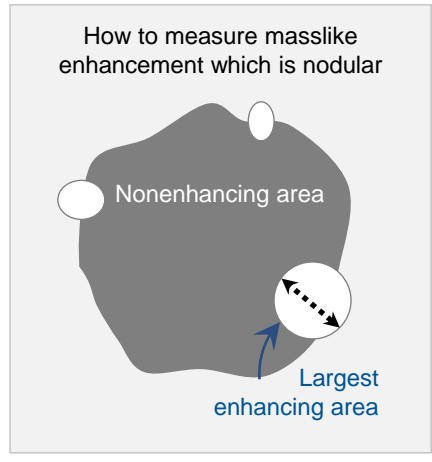 How to measure masslike
enhancement which is nodular
Nonenhancing area
Largest
enhancing area